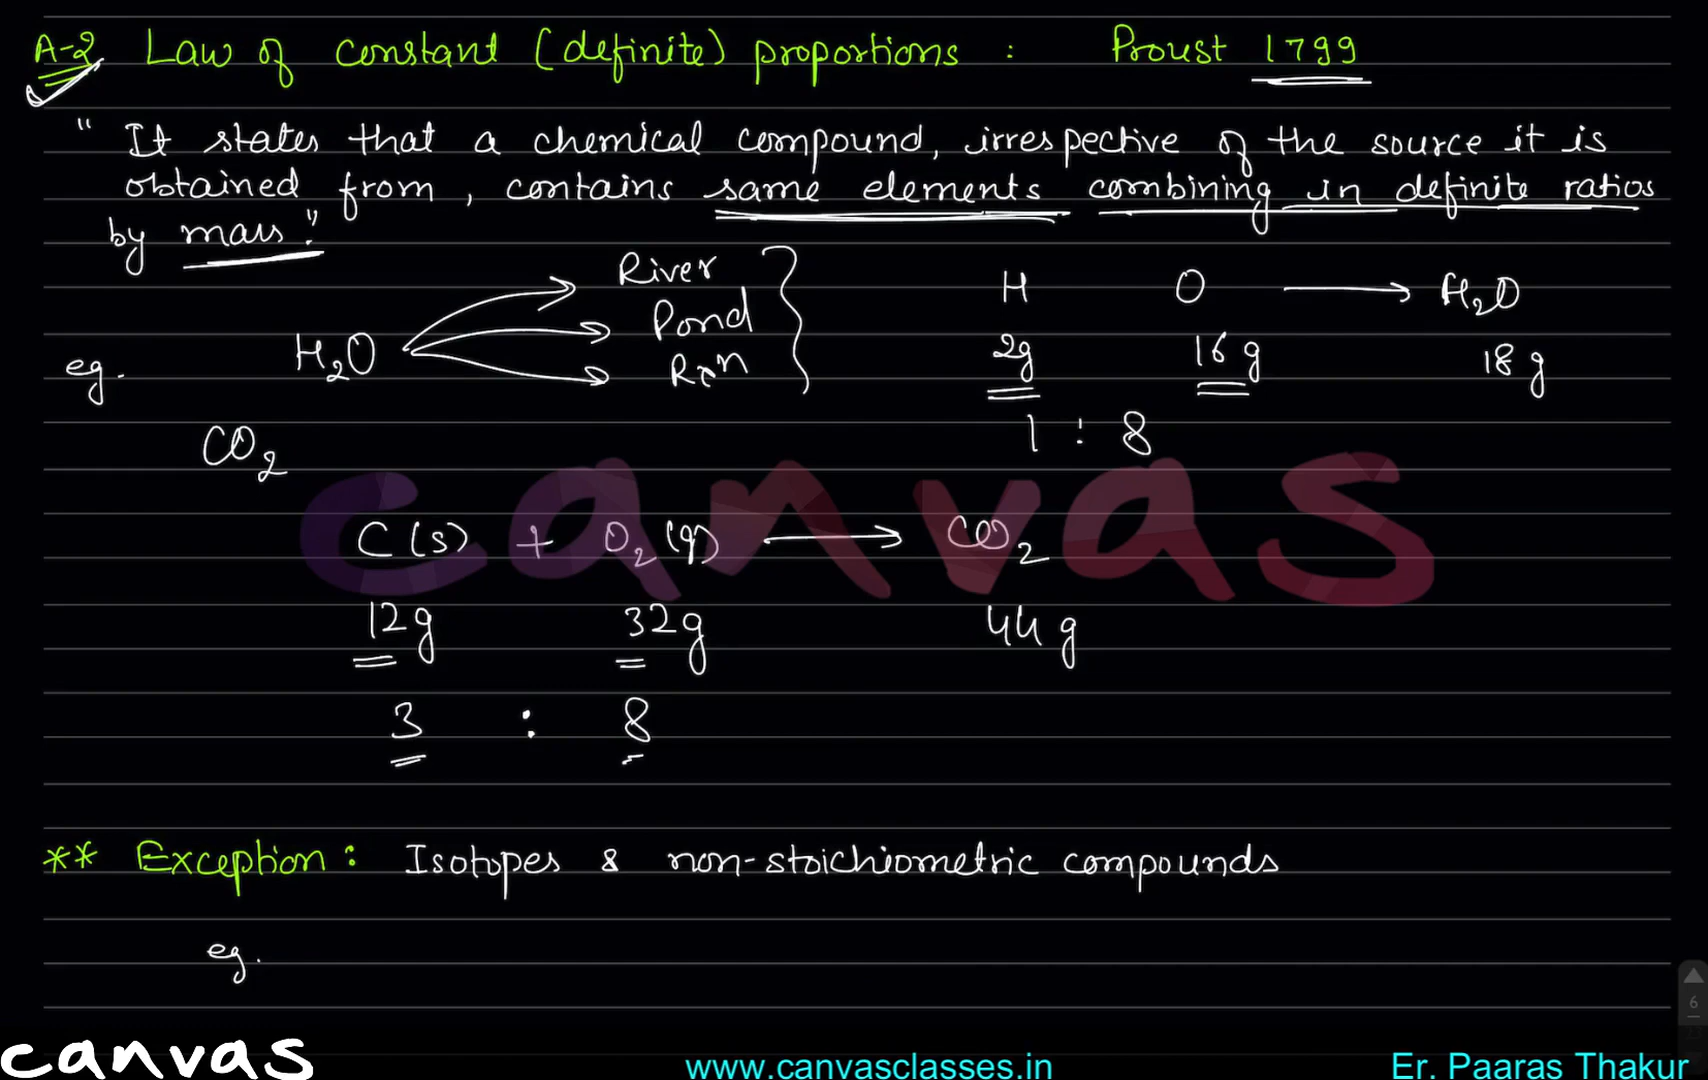 A-2 Law of constant (definite) proportions : Proust 1799
" It states that a chemical compound, irrespective of the source it is
obtained from, contains same elements combining in definite ratios
by mass."
eg. H₂O River
Pond
Rain
H O → H₂O
2g 16g 18g
1 : 8
CO₂
C(s) + O₂(g) → CO₂
12g 32g 44g
3 : 8
** Exception: Isotopes & non-stoichiometric compounds
eg.
canvas
6
canvas www.canvasclasses.in Er. Paaras Thakur